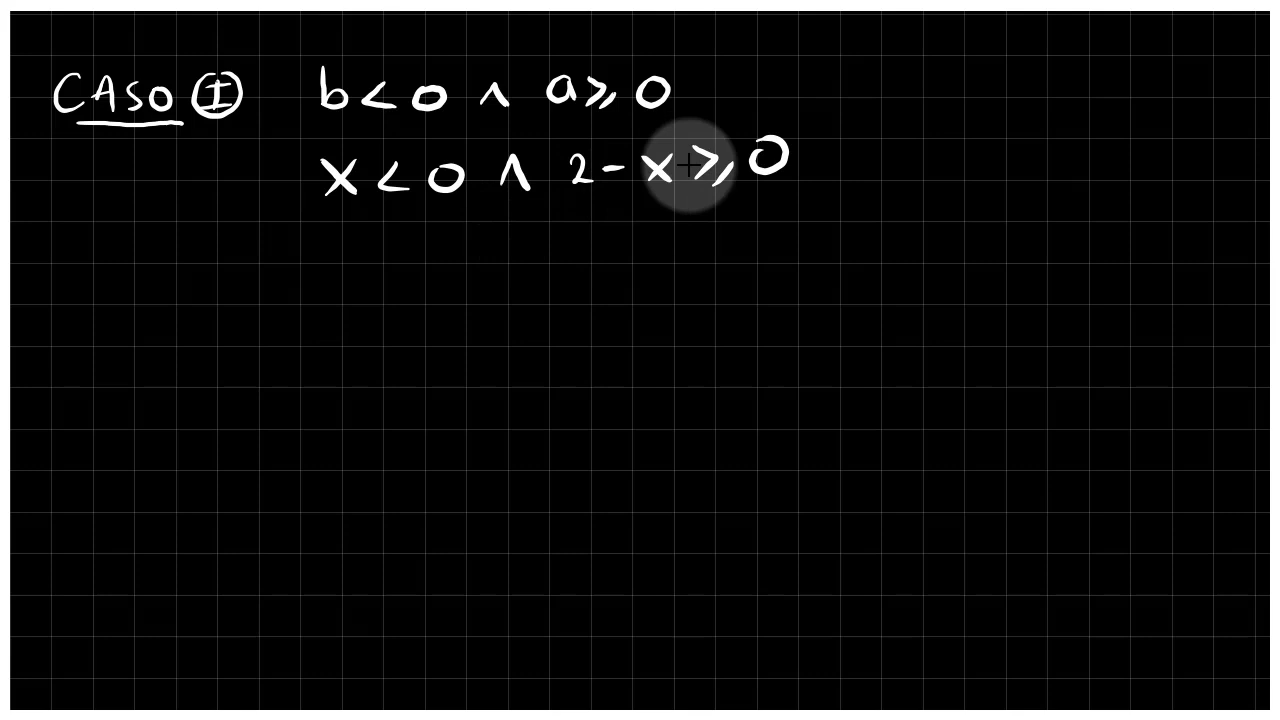 CASO Ⓘ b < 0 ∧ a ⩾ 0
x < 0 ∧ 2 - x ⩾ 0